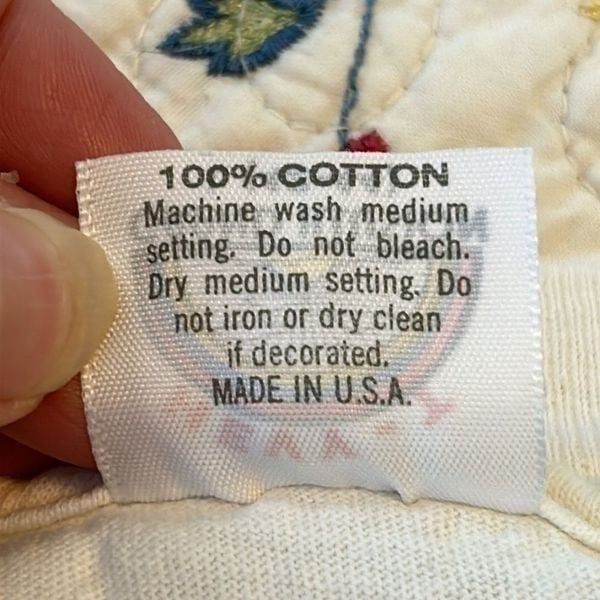 100% COTTON
Machine wash medium
setting. Do not bleach.
Dry medium setting. Do
not iron or dry clean
if decorated.
MADE IN U.S.A.